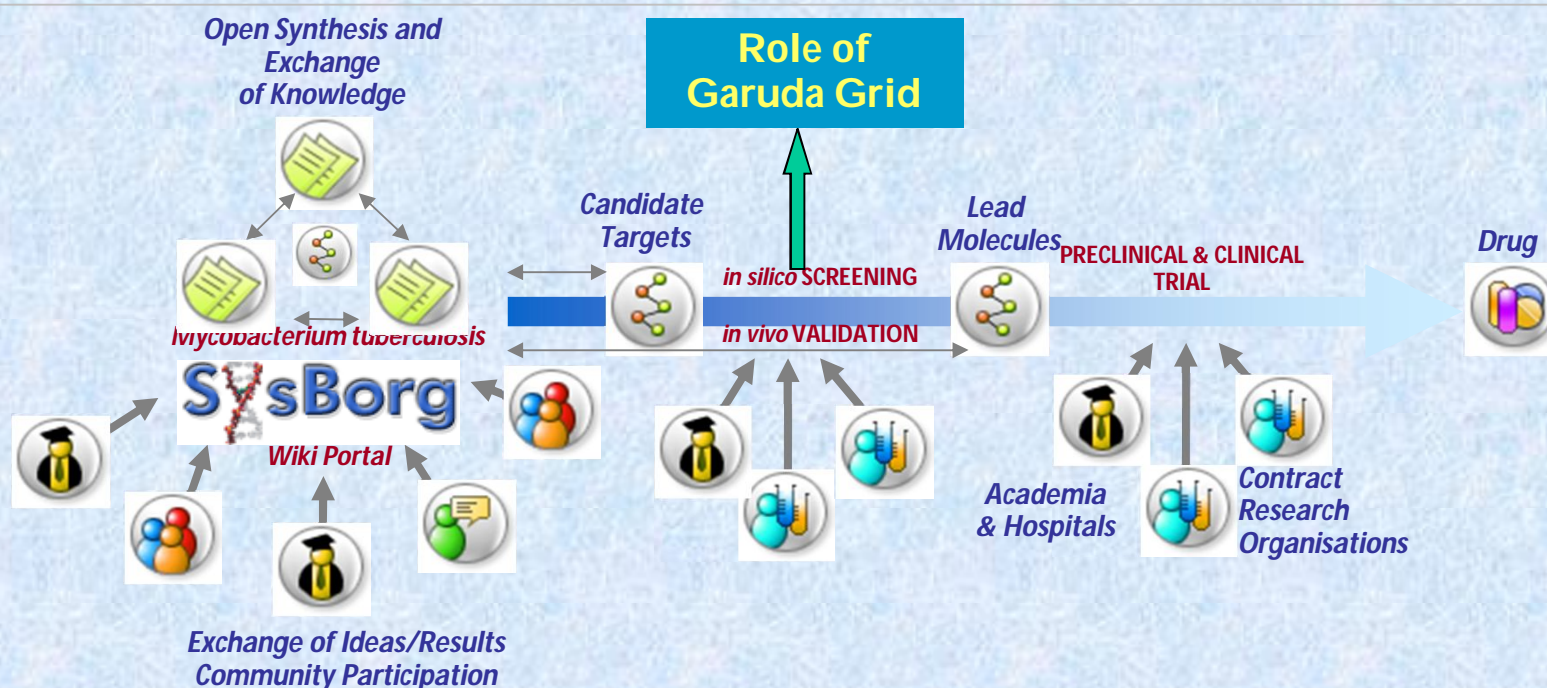 Open Synthesis and
Exchange
of Knowledge
Role of
Garuda Grid
Candidate
Targets
Lead
Molecules
in silico SCREENING
PRECLINICAL & CLINICAL
TRIAL
Drug
Mycobacterium tuberculosis
in vivo VALIDATION
SysBorg
Wiki Portal
Academia
& Hospitals
Contract
Research
Organisations
Exchange of Ideas/Results
Community Participation